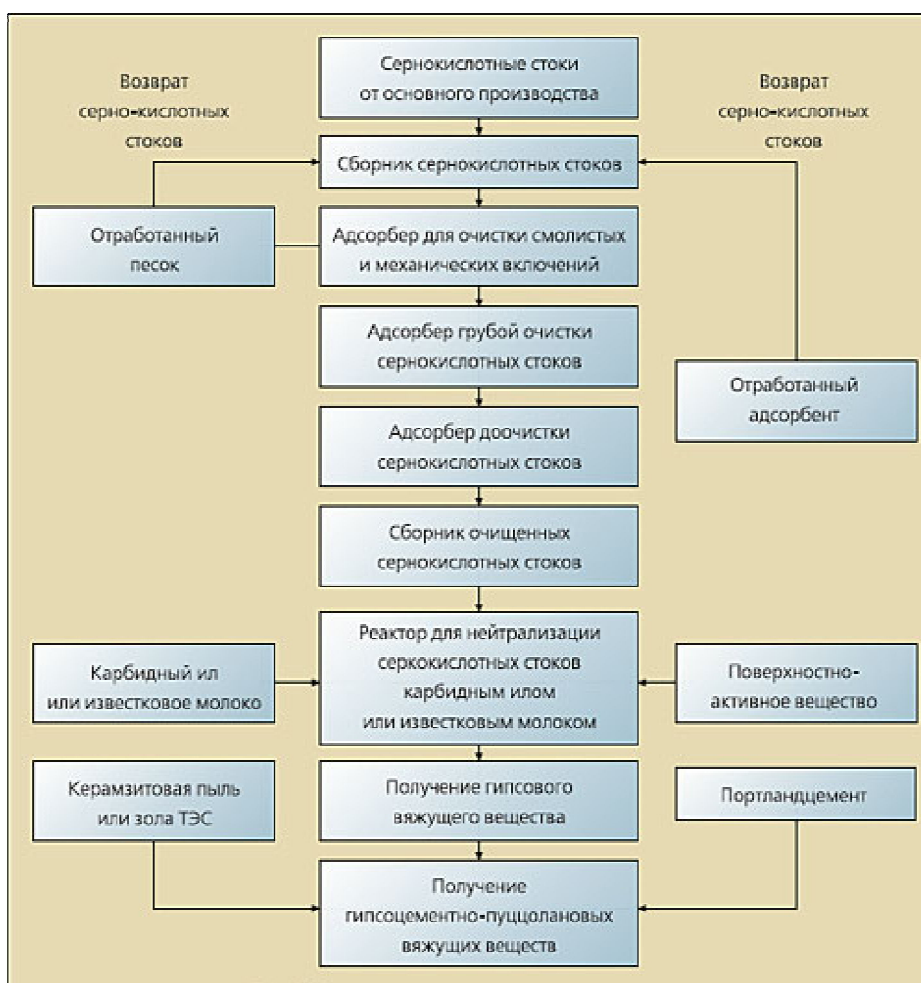 Сернокислотные стоки
от основного производства
Возврат
серно-кислотных
стоков
Возврат
серно-кислотных
стоков
Сборник сернокислотных стоков
Отработанный
песок
Адсорбер для очистки смолистых
и механических включений
Адсорбер грубой очистки
сернокислотных стоков
Отработанный
адсорбент
Адсорбер доочистки
сернокислотных стоков
Сборник очищенных
сернокислотных стоков
Карбидный ил
или известковое молоко
Реактор для нейтрализации
серкокислотных стоков
карбидным илом
или известковым молоком
Поверхностно-
активное вещество
Керамзитовая пыль
или зола ТЭС
Получение гипсового
вяжущего вещества
Портландцемент
Получение
гипсоцементно-пуццолановых
вяжущих веществ